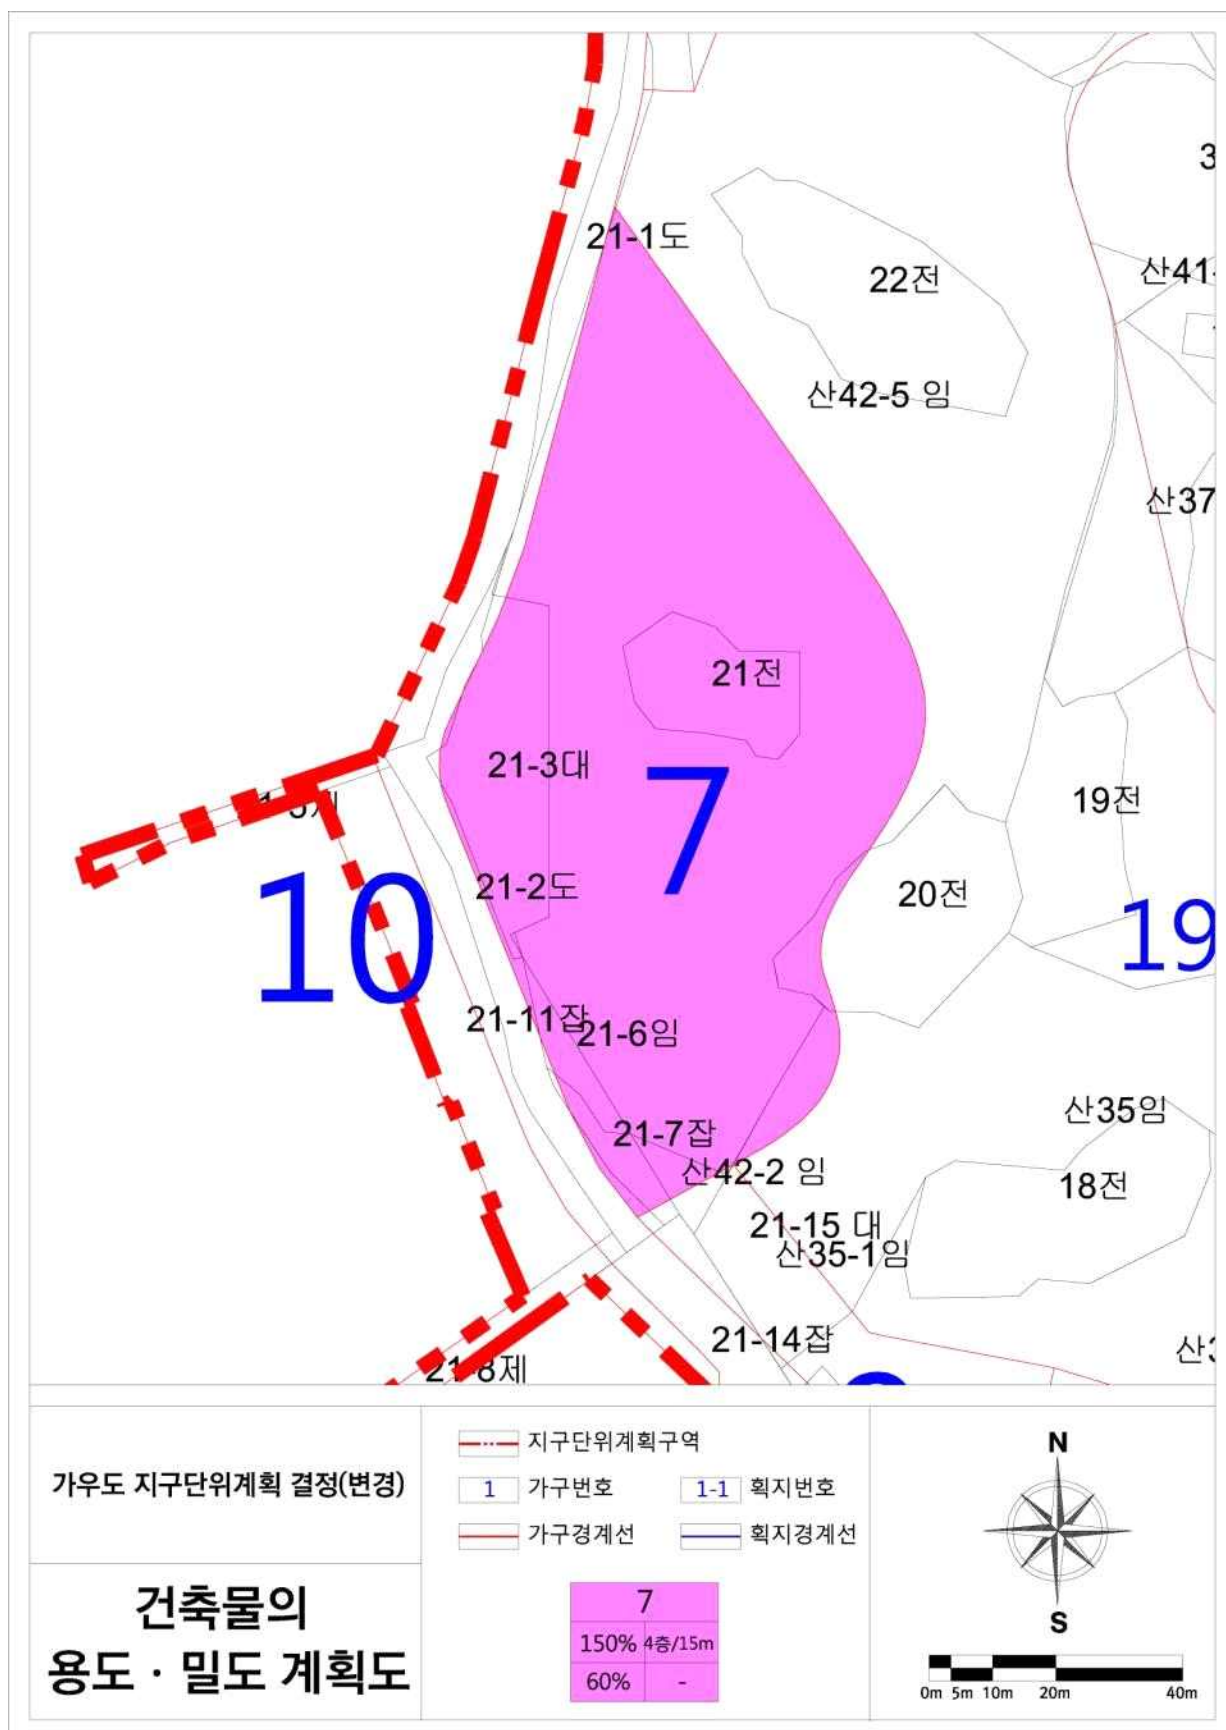 3
21-1도
22전
산41-
산42-5 임
산37
21전
21-3대
7
19전
10
21-2도
20전
19
21-11잡
21-6임
21-7잡
산35임
산42-2 임
18전
21-15 대
산35-1임
21-14잡
21-8제
가우도 지구단위계획 결정(변경)
건축물의
용도 · 밀도 계획도
지구단위계획구역
1 가구번호
1-1 획지번호
가구경계선
획지경계선
7
150% 4층/15m
60% -
N
S
0m 5m 10m 20m 40m